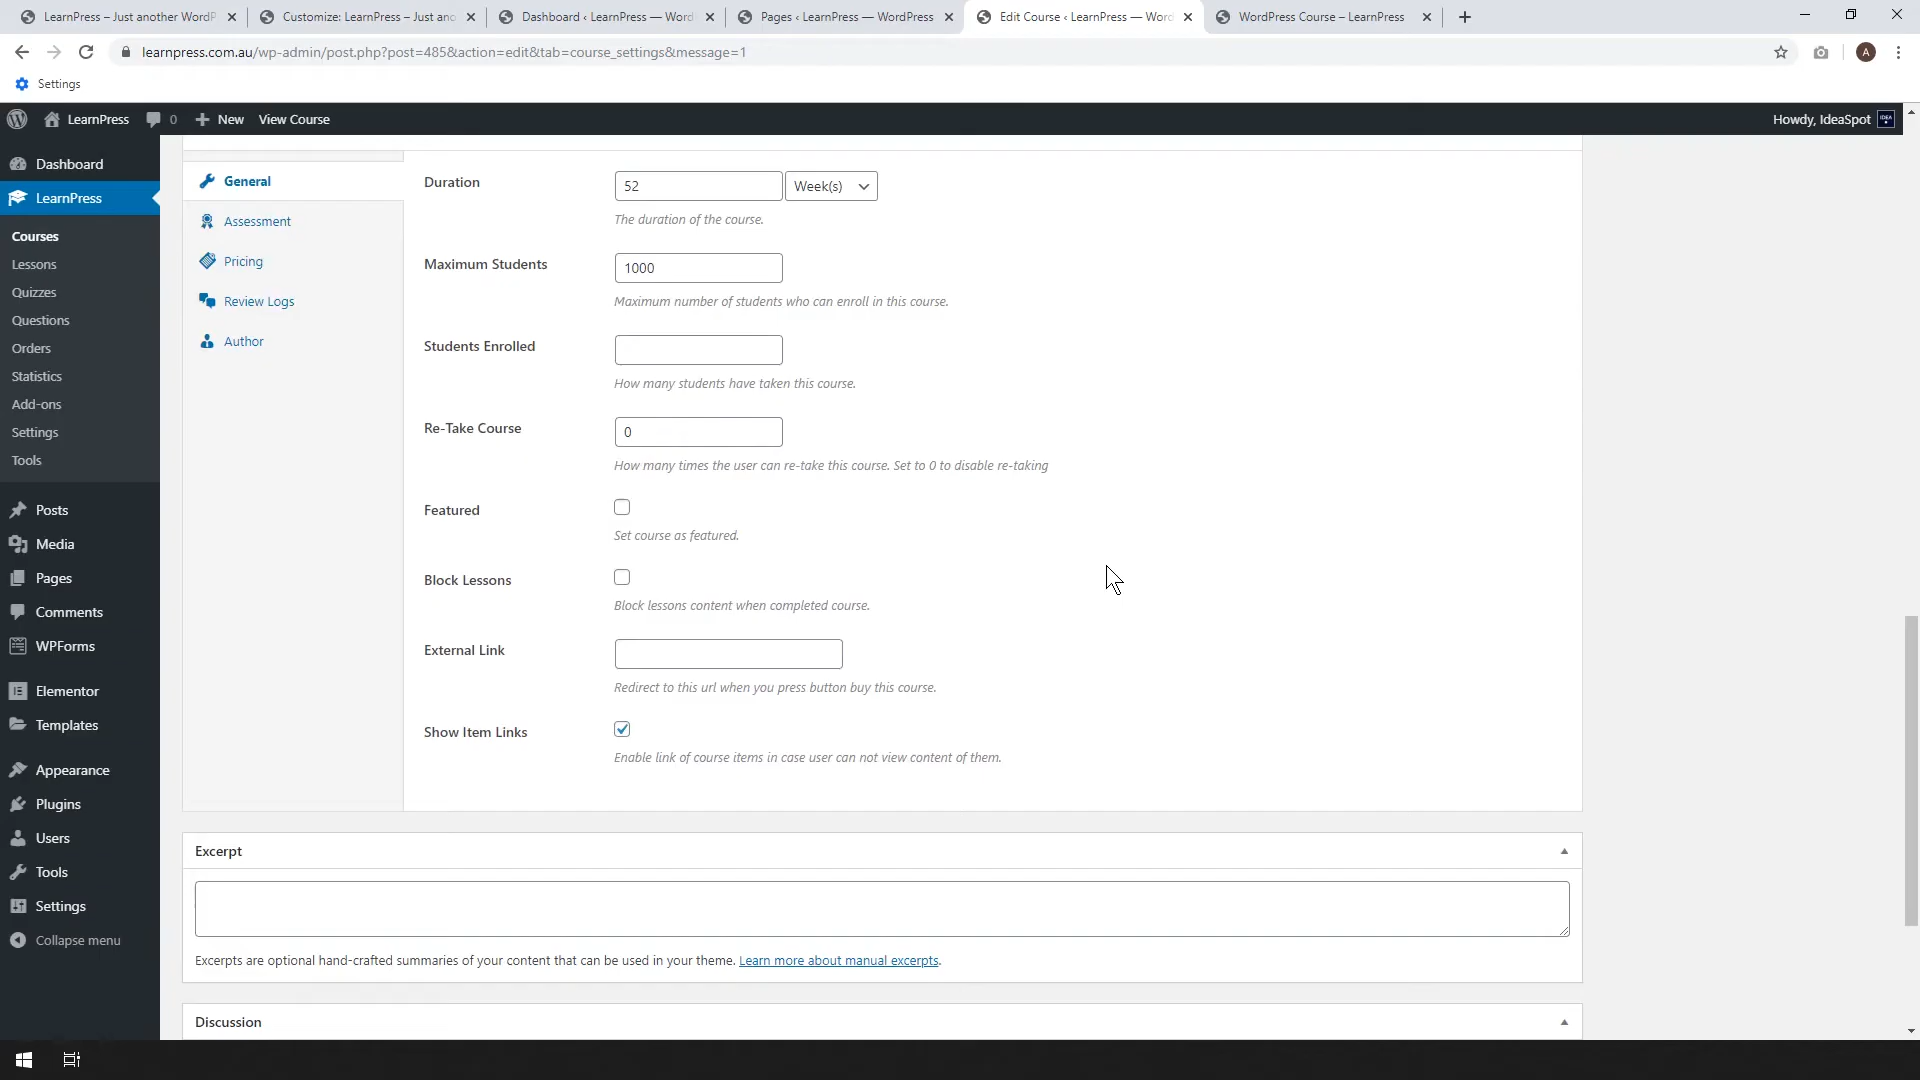 LearnPress – Just another WordP
Customize: LearnPress – Just an
Dashboard ‹ LearnPress — Word
Pages ‹ LearnPress — WordPress
Edit Course ‹ LearnPress — Word
WordPress Course – LearnPress
learnpress.com.au/wp-admin/post.php?post=485&action=edit&tab=course_settings&message=1
A
Settings
LearnPress
0
New
View Course
Howdy, IdeaSpot
IDEA
Dashboard
LearnPress
Courses
Lessons
Quizzes
Questions
Orders
Statistics
Add-ons
Settings
Tools
Posts
Media
Pages
Comments
WPForms
Elementor
Templates
Appearance
Plugins
Users
Tools
Settings
Collapse menu
General
Assessment
Pricing
Review Logs
Author
Duration
52
Week(s)
The duration of the course.
Maximum Students
1000
Maximum number of students who can enroll in this course.
Students Enrolled
How many students have taken this course.
Re-Take Course
0
How many times the user can re-take this course. Set to 0 to disable re-taking
Featured
Set course as featured.
Block Lessons
Block lessons content when completed course.
External Link
Redirect to this url when you press button buy this course.
Show Item Links
Enable link of course items in case user can not view content of them.
Excerpt
Excerpts are optional hand-crafted summaries of your content that can be used in your theme. Learn more about manual excerpts.
Discussion